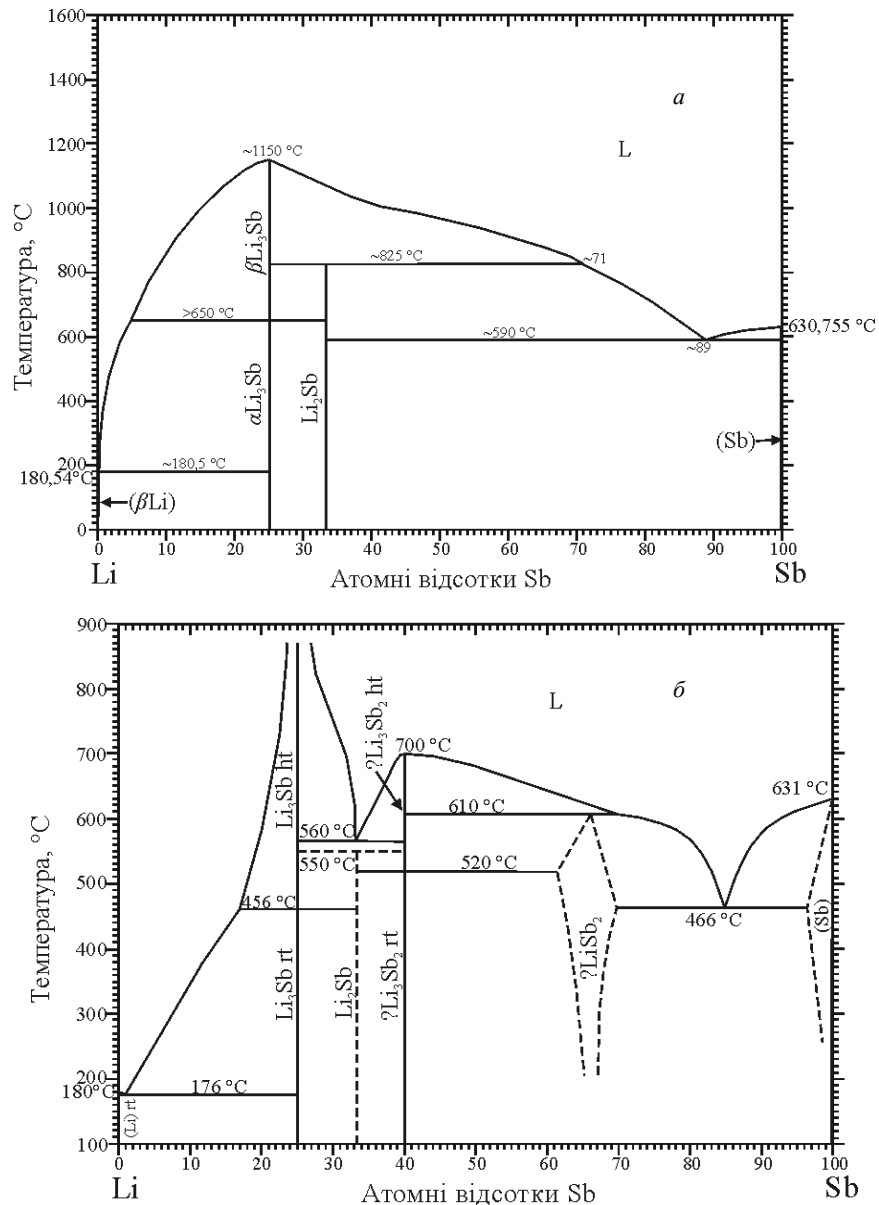 1600
1400
1200
1000
800
600
400
200
0
Температура, °C
а
L
~1150 °C
βLi₃Sb
~825 °C
~71
>650 °C
630,755 °C
~590 °C
~89
αLi₃Sb
Li₂Sb
(Sb)
~180,5 °C
180,54°C
(βLi)
0 10 20 30 40 50 60 70 80 90 100
Li Атомні відсотки Sb Sb
900
800
700
600
500
400
300
200
100
Температура, °C
б
L
?Li₃Sb₂ ht
700 °C
Li₃Sb ht
631 °C
610 °C
560 °C
550 °C
520 °C
456 °C
466 °C
(Sb)
?LiSb₂
Li₃Sb rt
Li₂Sb
?Li₃Sb₂ rt
180°C
176 °C
(Li) rt
0 10 20 30 40 50 60 70 80 90 100
Li Атомні відсотки Sb Sb